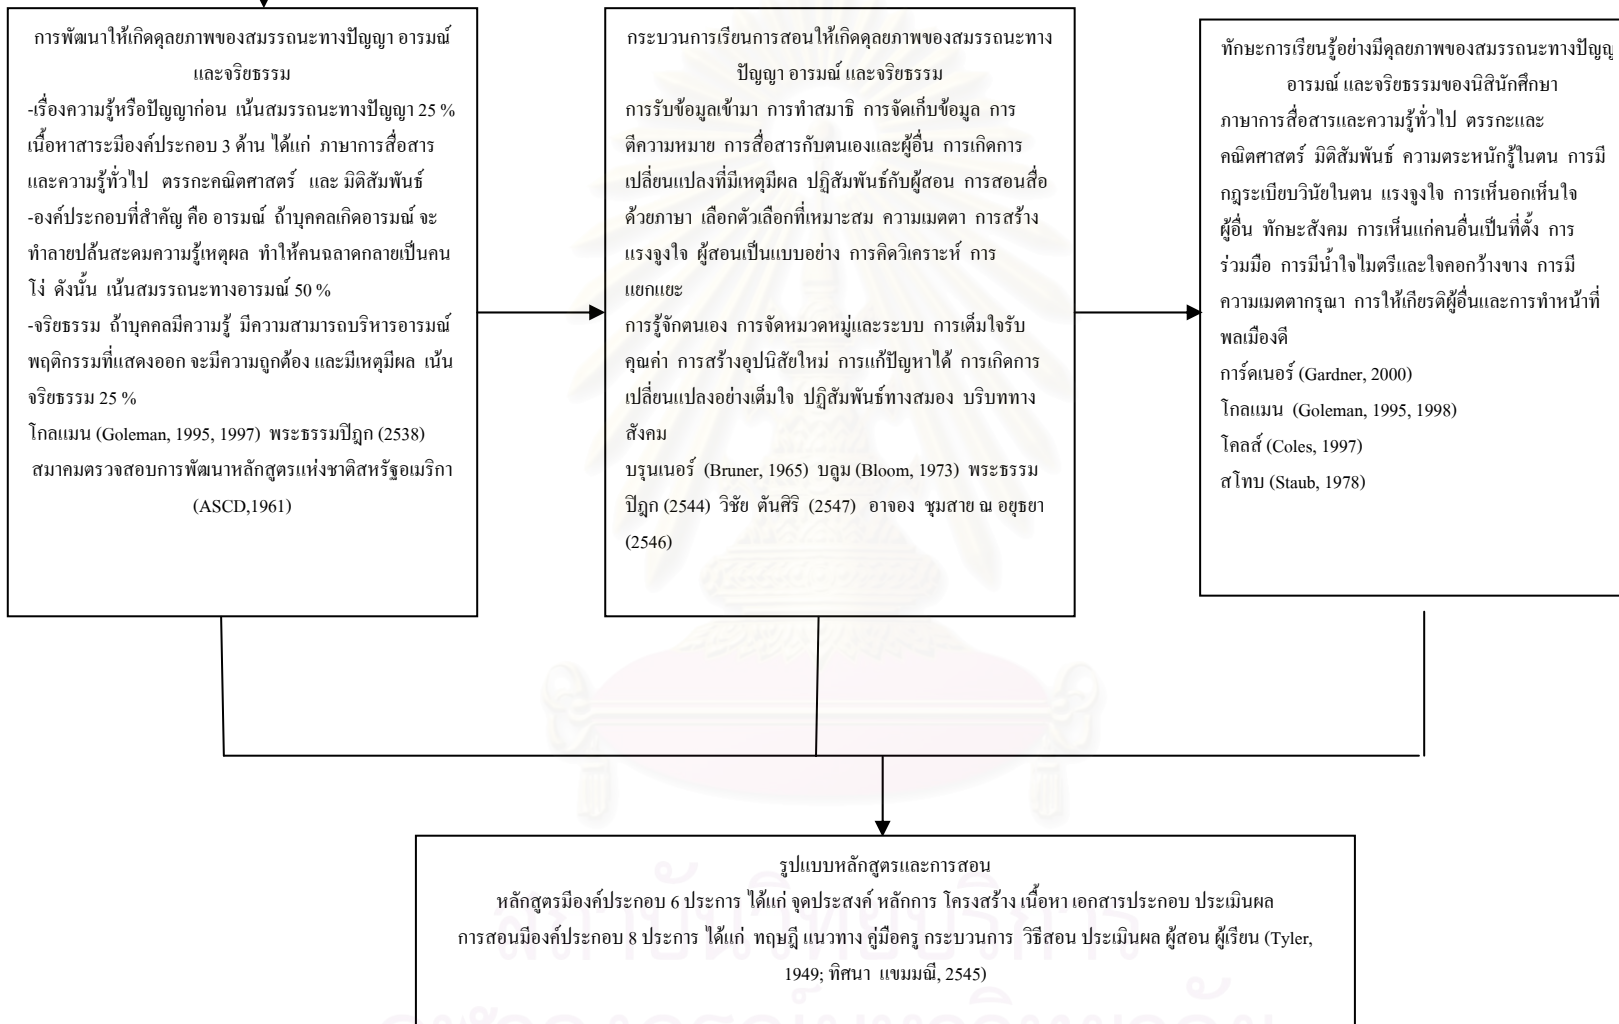 การพัฒนาให้เกิดดุลยภาพของสมรรถนะทางปัญญา อารมณ์
และจริยธรรม
-เรื่องความรู้หรือปัญญาก่อน เน้นสมรรถนะทางปัญญา 25 %
เนื้อหาสาระมีองค์ประกอบ 3 ด้าน ได้แก่ ภาษาการสื่อสาร
และความรู้ทั่วไป ตรรกะคณิตศาสตร์ และ มิติสัมพันธ์
-องค์ประกอบที่สำคัญ คือ อารมณ์ ถ้าบุคคลเกิดอารมณ์ จะ
ทำลายปล้นสะดมความรู้เหตุผล ทำให้คนฉลาดกลายเป็นคน
โง่ ดังนั้น เน้นสมรรถนะทางอารมณ์ 50 %
-จริยธรรม ถ้าบุคคลมีความรู้ มีความสามารถบริหารอารมณ์
พฤติกรรมที่แสดงออก จะมีความถูกต้อง และมีเหตุมีผล เน้น
จริยธรรม 25 %
โกลแมน (Goleman, 1995, 1997) พระธรรมปิฎก (2538)
สมาคมตรวจสอบการพัฒนาหลักสูตรแห่งชาติสหรัฐอเมริกา
(ASCD,1961)
กระบวนการเรียนการสอนให้เกิดดุลยภาพของสมรรถนะทาง
ปัญญา อารมณ์ และจริยธรรม
การรับข้อมูลเข้ามา การทำสมาธิ การจัดเก็บข้อมูล การ
ตีความหมาย การสื่อสารกับตนเองและผู้อื่น การเกิดการ
เปลี่ยนแปลงที่มีเหตุมีผล ปฏิสัมพันธ์กับผู้สอน การสอนสื่อ
ด้วยภาษา เลือกตัวเลือกที่เหมาะสม ความเมตตา การสร้าง
แรงจูงใจ ผู้สอนเป็นแบบอย่าง การคิดวิเคราะห์ การ
แยกแยะ
การรู้จักตนเอง การจัดหมวดหมู่และระบบ การเต็มใจรับ
คุณค่า การสร้างอุปนิสัยใหม่ การแก้ปัญหาได้ การเกิดการ
เปลี่ยนแปลงอย่างเต็มใจ ปฏิสัมพันธ์ทางสมอง บริบททาง
สังคม
บรุนเนอร์ (Bruner, 1965) บลูม (Bloom, 1973) พระธรรม
ปิฎก (2544) วิชัย ตันศิริ (2547) อาจอง ชุมสาย ณ อยุธยา
(2546)
ทักษะการเรียนรู้อย่างมีดุลยภาพของสมรรถนะทางปัญญ
อารมณ์ และจริยธรรมของนิสินักศึกษา
ภาษาการสื่อสารและความรู้ทั่วไป ตรรกะและ
คณิตศาสตร์ มิติสัมพันธ์ ความตระหนักรู้ในตน การมี
กฎระเบียบวินัยในตน แรงจูงใจ การเห็นอกเห็นใจ
ผู้อื่น ทักษะสังคม การเห็นแก่คนอื่นเป็นที่ตั้ง การ
ร่วมมือ การมีน้ำใจไมตรีและใจคอกว้างขาง การมี
ความเมตตากรุณา การให้เกียรติผู้อื่นและการทำหน้าที่
พลเมืองดี
การ์ดเนอร์ (Gardner, 2000)
โกลแมน (Goleman, 1995, 1998)
โคลส์ (Coles, 1997)
สโทบ (Staub, 1978)
รูปแบบหลักสูตรและการสอน
หลักสูตรมีองค์ประกอบ 6 ประการ ได้แก่ จุดประสงค์ หลักการ โครงสร้าง เนื้อหา เอกสารประกอบ ประเมินผล
การสอนมีองค์ประกอบ 8 ประการ ได้แก่ ทฤษฎี แนวทาง คู่มือครู กระบวนการ วิธีสอน ประเมินผล ผู้สอน ผู้เรียน (Tyler,
1949; ทิศนา แขมมณี, 2545)
สถาบันวิทยบริการ